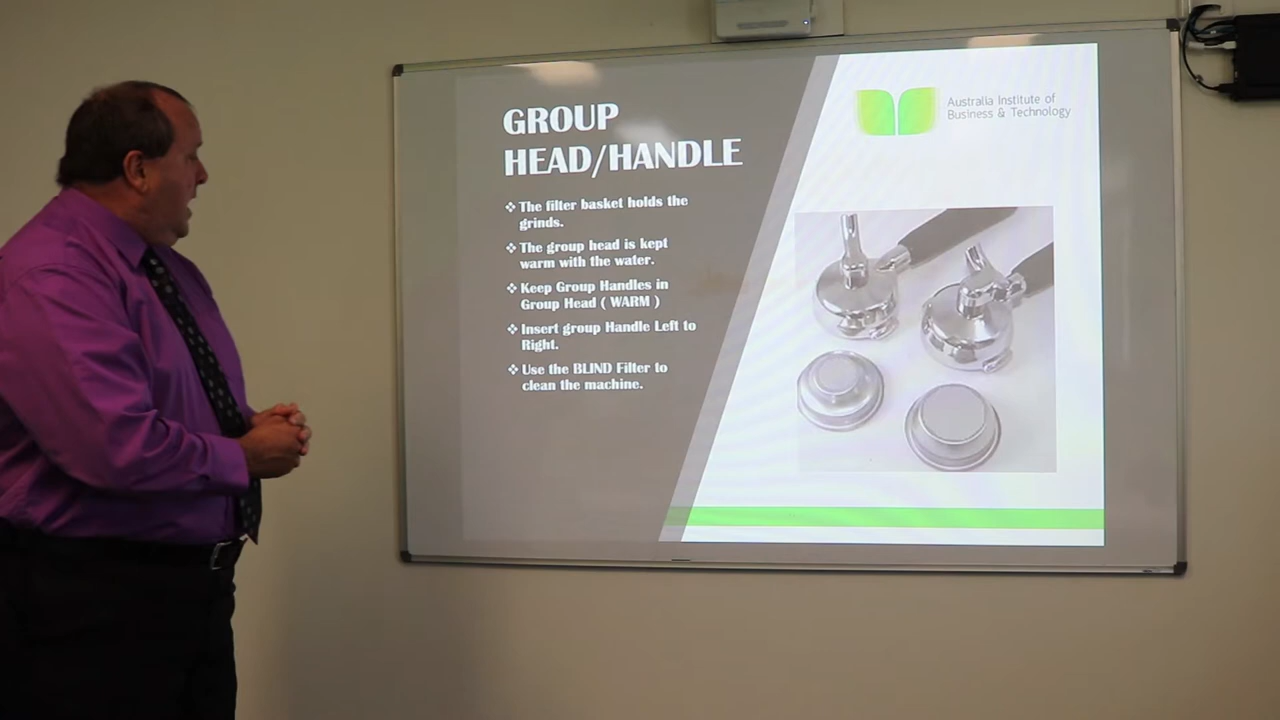 GROUP
HEAD/HANDLE
The filter basket holds the
grinds.
The group head is kept
warm with the water.
Keep Group Handles in
Group Head ( WARM )
Insert group Handle Left to
Right.
Use the BLIND Filter to
clean the machine.
Australia Institute of
Business & Technology